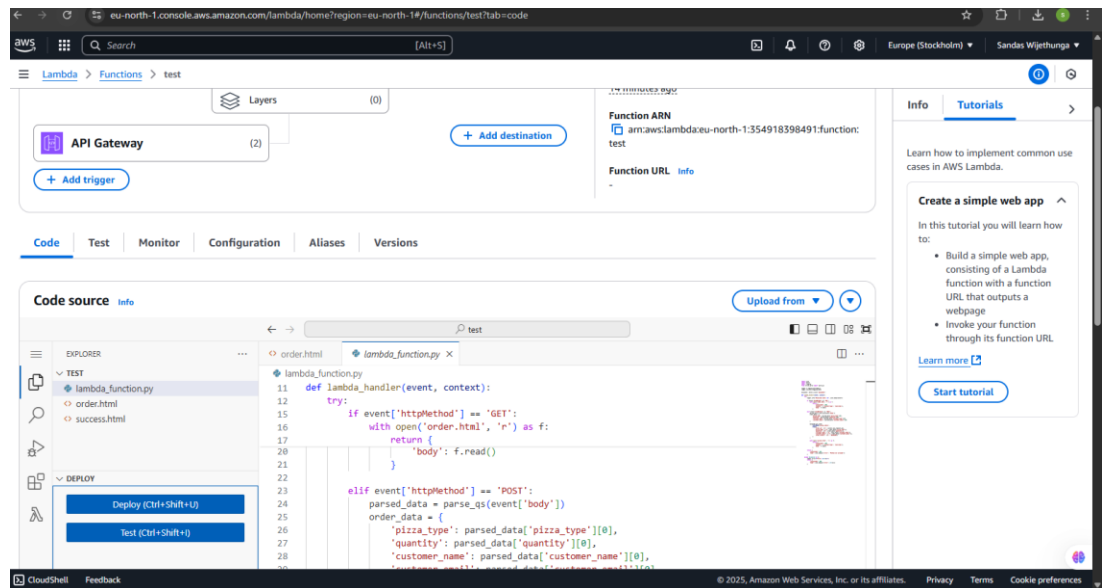 eu-north-1.console.aws.amazon.com/lambda/home?region=eu-north-1#/functions/test?tab=code
aws
Search
[Alt+S]
Europe (Stockholm) ▼
Sandas Wijethunga ▼
Lambda > Functions > test
Layers (0)
API Gateway (2)
+ Add trigger
+ Add destination
14 minutes ago
Function ARN
arn:aws:lambda:eu-north-1:354918398491:function:
test
Function URL Info
-
Code Test Monitor Configuration Aliases Versions
Code source Info
Upload from ▼
test
EXPLORER
TEST
lambda_function.py
order.html
success.html
DEPLOY
Deploy (Ctrl+Shift+U)
Test (Ctrl+Shift+I)
order.html
lambda_function.py ×
lambda_function.py
11 def lambda_handler(event, context):
12 try:
15 if event['httpMethod'] == 'GET':
16 with open('order.html', 'r') as f:
17 return {
20 'body': f.read()
21 }
22
23 elif event['httpMethod'] == 'POST':
24 parsed_data = parse_qs(event['body'])
25 order_data = {
26 'pizza_type': parsed_data['pizza_type'][0],
27 'quantity': parsed_data['quantity'][0],
28 'customer_name': parsed_data['customer_name'][0],
29 'customer_email': parsed_data['customer_email'][0]
Info Tutorials
Learn how to implement common use
cases in AWS Lambda.
Create a simple web app
In this tutorial you will learn how
to:
• Build a simple web app,
consisting of a Lambda
function with a function
URL that outputs a
webpage
• Invoke your function
through its function URL
Learn more
Start tutorial
CloudShell Feedback
© 2025, Amazon Web Services, Inc. or its affiliates.
Privacy Terms Cookie preferences